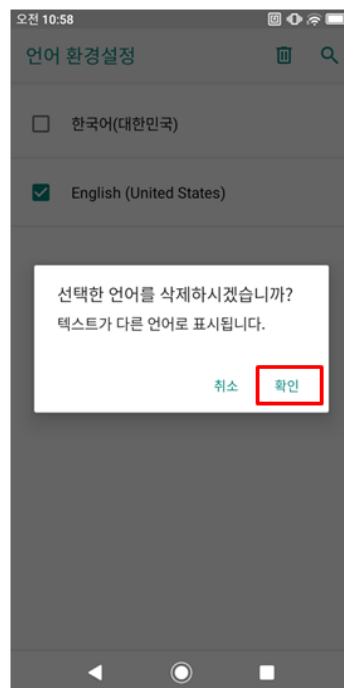 오전 10:58
언어 환경설정
한국어(대한민국)
English (United States)
선택한 언어를 삭제하시겠습니까?
텍스트가 다른 언어로 표시됩니다.
취소 확인